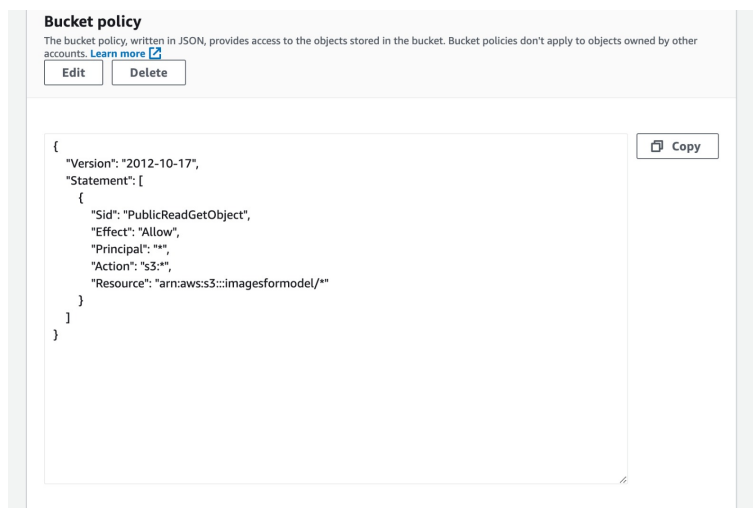 Bucket policy
The bucket policy, written in JSON, provides access to the objects stored in the bucket. Bucket policies don't apply to objects owned by other
accounts. Learn more
Edit Delete
Copy
{
"Version": "2012-10-17",
"Statement": [
{
"Sid": "PublicReadGetObject",
"Effect": "Allow",
"Principal": "*",
"Action": "s3:*",
"Resource": "arn:aws:s3:::imagesformodel/*"
}
]
}